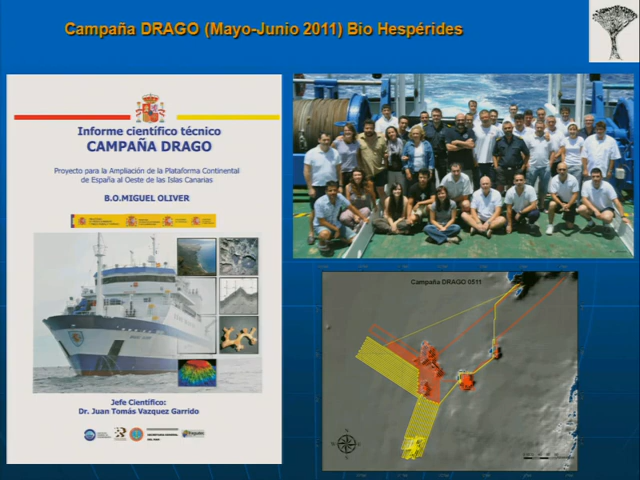 Campaña DRAGO (Mayo-Junio 2011) Bio Hespérides
Informe científico técnico
CAMPAÑA DRAGO
Proyecto para la Ampliación de la Plataforma Continental
de España al Oeste de las Islas Canarias
B.O.MIGUEL OLIVER
Jefe Científico:
Dr. Juan Tomás Vazquez Garrido
Campaña DRAGO 0511